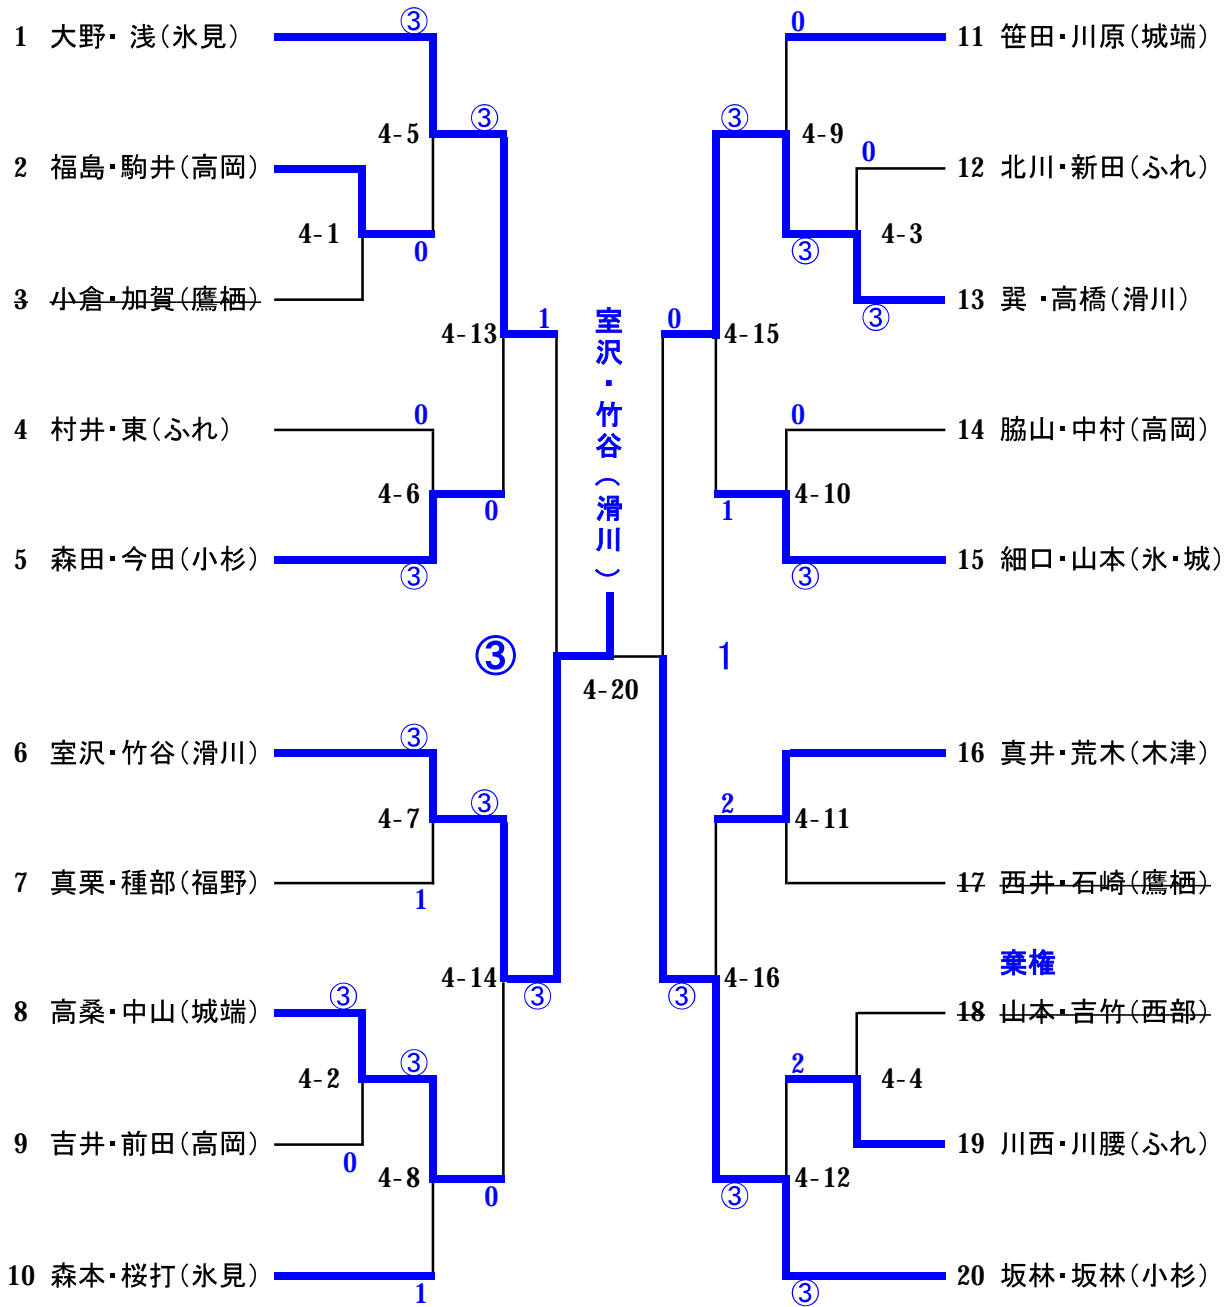 ③
1 大野・浅(氷見)
4-5
③
2 福島・駒井(高岡)
4-1
0
3 小倉・加賀(鷹栖)
4-13
1
4 村井・東(ふれ)
0
4-6
0
5 森田・今田(小杉)
③
6 室沢・竹谷(滑川)
③
4-7
③
7 真栗・種部(福野)
1
4-14
③
8 高桑・中山(城端)
③
4-2
③
9 吉井・前田(高岡)
0
4-8
0
10 森本・桜打(氷見)
1
室沢・竹谷(滑川)
③
1
4-20
0
11 笹田・川原(城端)
③
4-9
0
12 北川・新田(ふれ)
③
4-3
13 巽・高橋(滑川)
③
0
4-15
0
14 脇山・中村(高岡)
1
4-10
15 細口・山本(氷・城)
③
16 真井・荒木(木津)
2
4-11
17 西井・石崎(鷹栖)
棄権
③
4-16
18 山本・吉竹(西部)
2
4-4
19 川西・川腰(ふれ)
③
4-12
20 坂林・坂林(小杉)
③